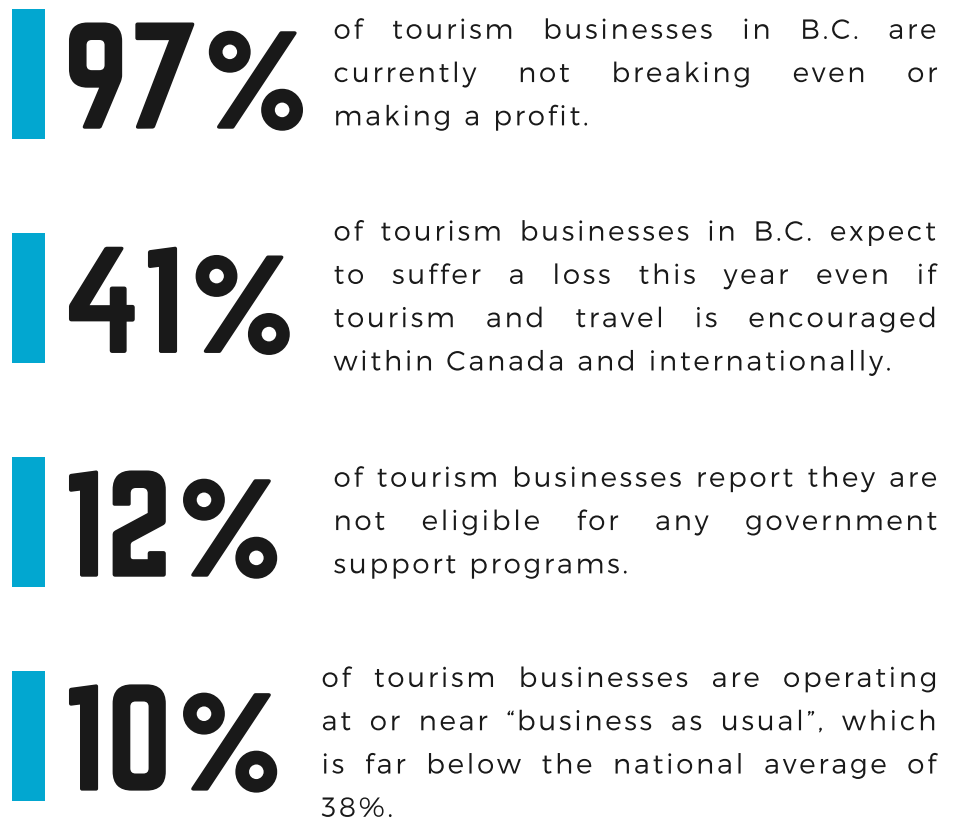 97%
of tourism businesses in B.C. are
currently not breaking even or
making a profit.
41%
of tourism businesses in B.C. expect
to suffer a loss this year even if
tourism and travel is encouraged
within Canada and internationally.
12%
of tourism businesses report they are
not eligible for any government
support programs.
10%
of tourism businesses are operating
at or near “business as usual”, which
is far below the national average of
38%.